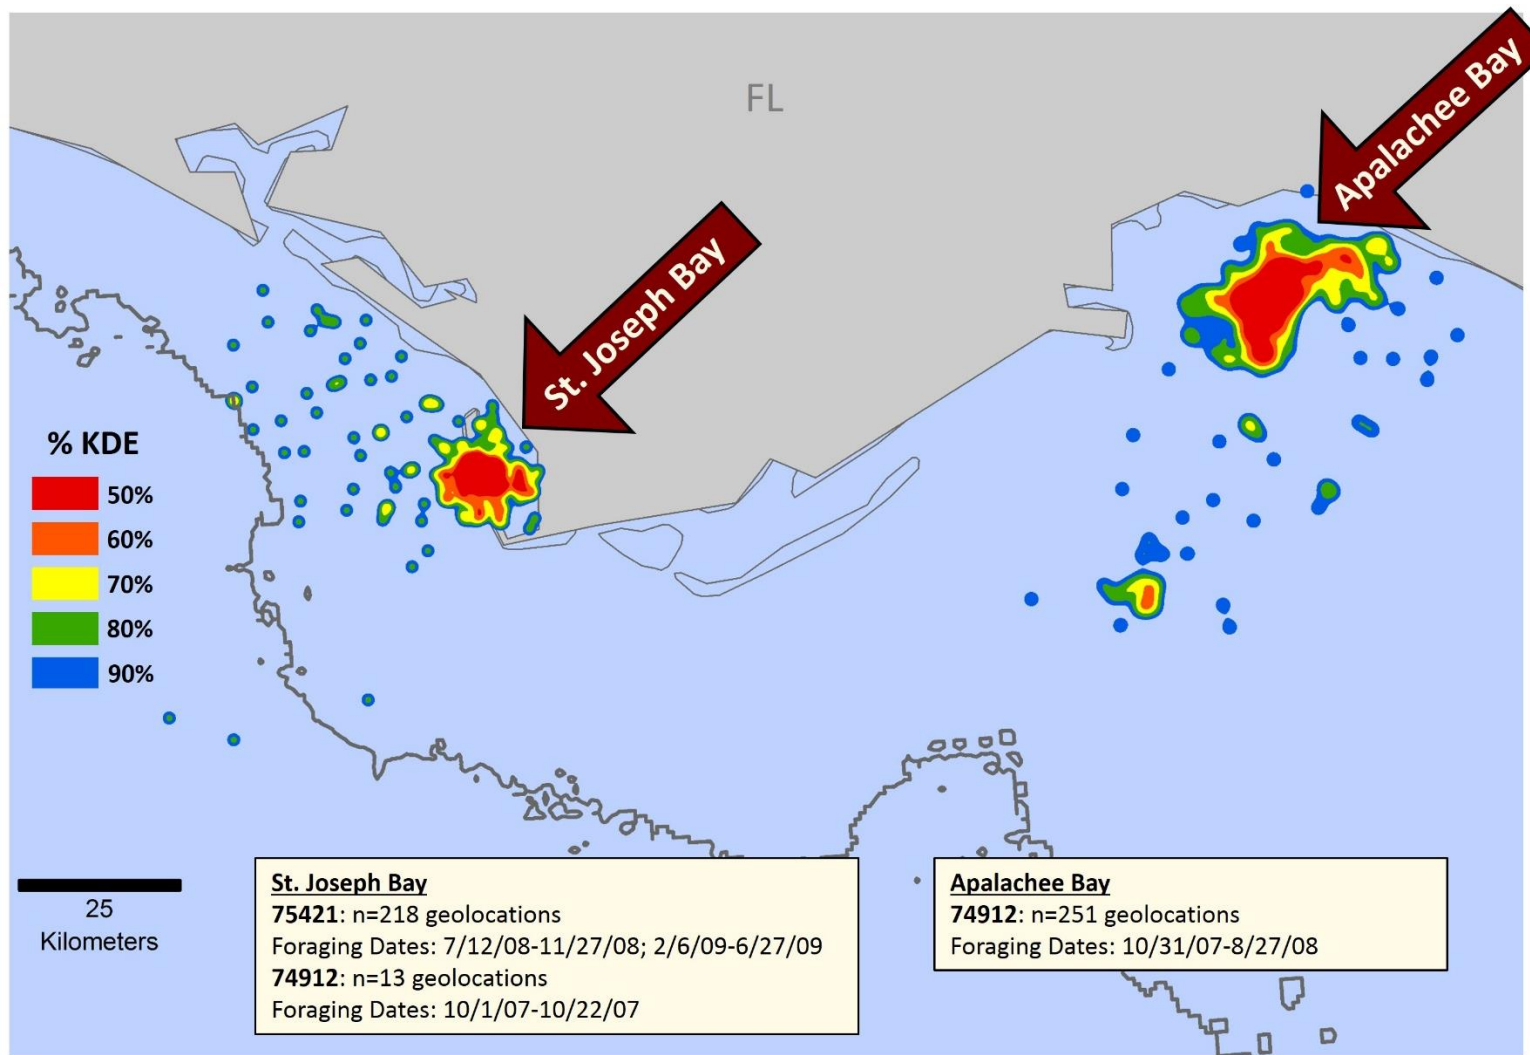 FL
Apalachee Bay
St. Joseph Bay
% KDE
50%
60%
70%
80%
90%
25
Kilometers
St. Joseph Bay
75421: n=218 geolocations
Foraging Dates: 7/12/08-11/27/08; 2/6/09-6/27/09
74912: n=13 geolocations
Foraging Dates: 10/1/07-10/22/07
Apalachee Bay
74912: n=251 geolocations
Foraging Dates: 10/31/07-8/27/08